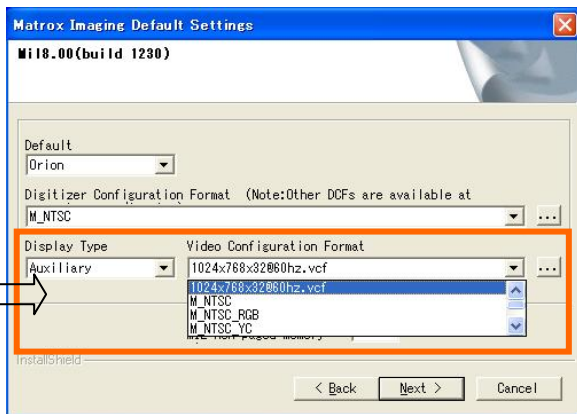 Matrox Imaging Default Settings
Mil8.00(build 1230)
Default
Orion
Digitizer Configuration Format (Note:Other DCFs are available at
M_NTSC
...
Display Type
Video Configuration Format
Auxiliary
1024x768x32@60hz.vcf
...
1024x768x32@60hz.vcf
M_NTSC
M_NTSC_RGB
M_NTSC_YC
InstallShield
< Back
Next >
Cancel